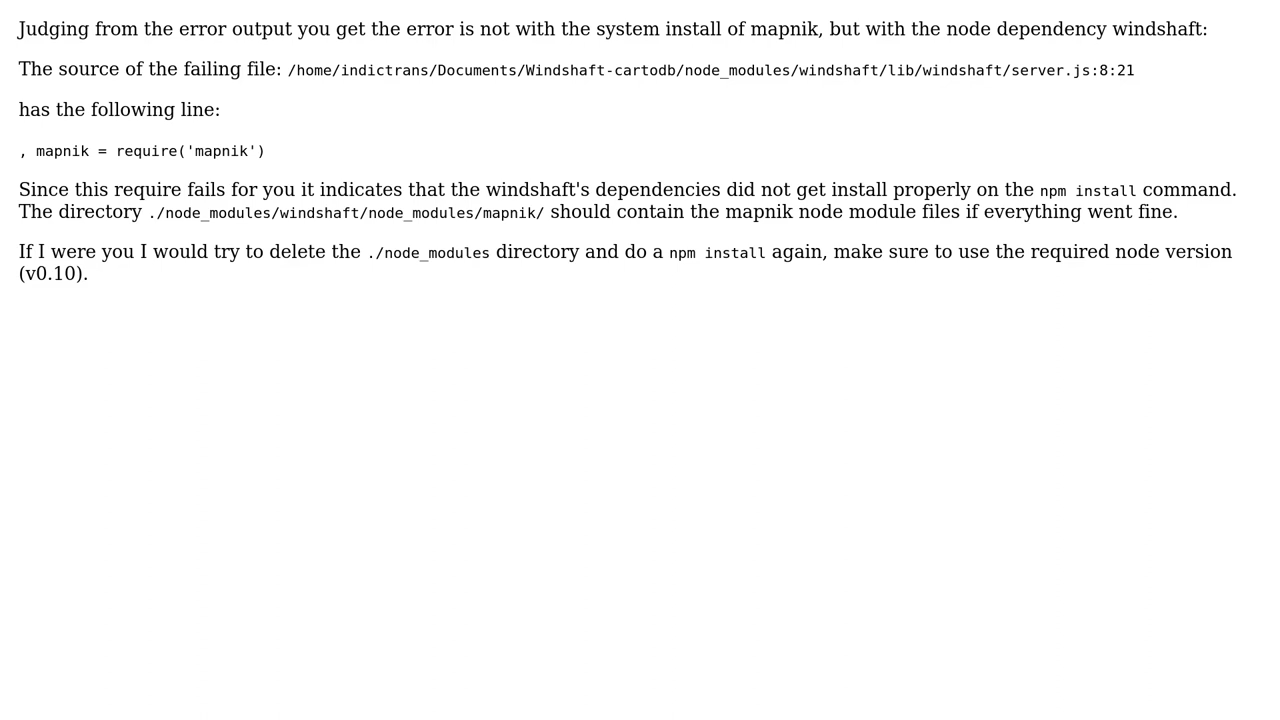 Judging from the error output you get the error is not with the system install of mapnik, but with the node dependency windshaft:
The source of the failing file: /home/indictrans/Documents/Windshaft-cartodb/node_modules/windshaft/lib/windshaft/server.js:8:21
has the following line:
, mapnik = require('mapnik')
Since this require fails for you it indicates that the windshaft's dependencies did not get install properly on the npm install command.
The directory ./node_modules/windshaft/node_modules/mapnik/ should contain the mapnik node module files if everything went fine.
If I were you I would try to delete the ./node_modules directory and do a npm install again, make sure to use the required node version
(v0.10).